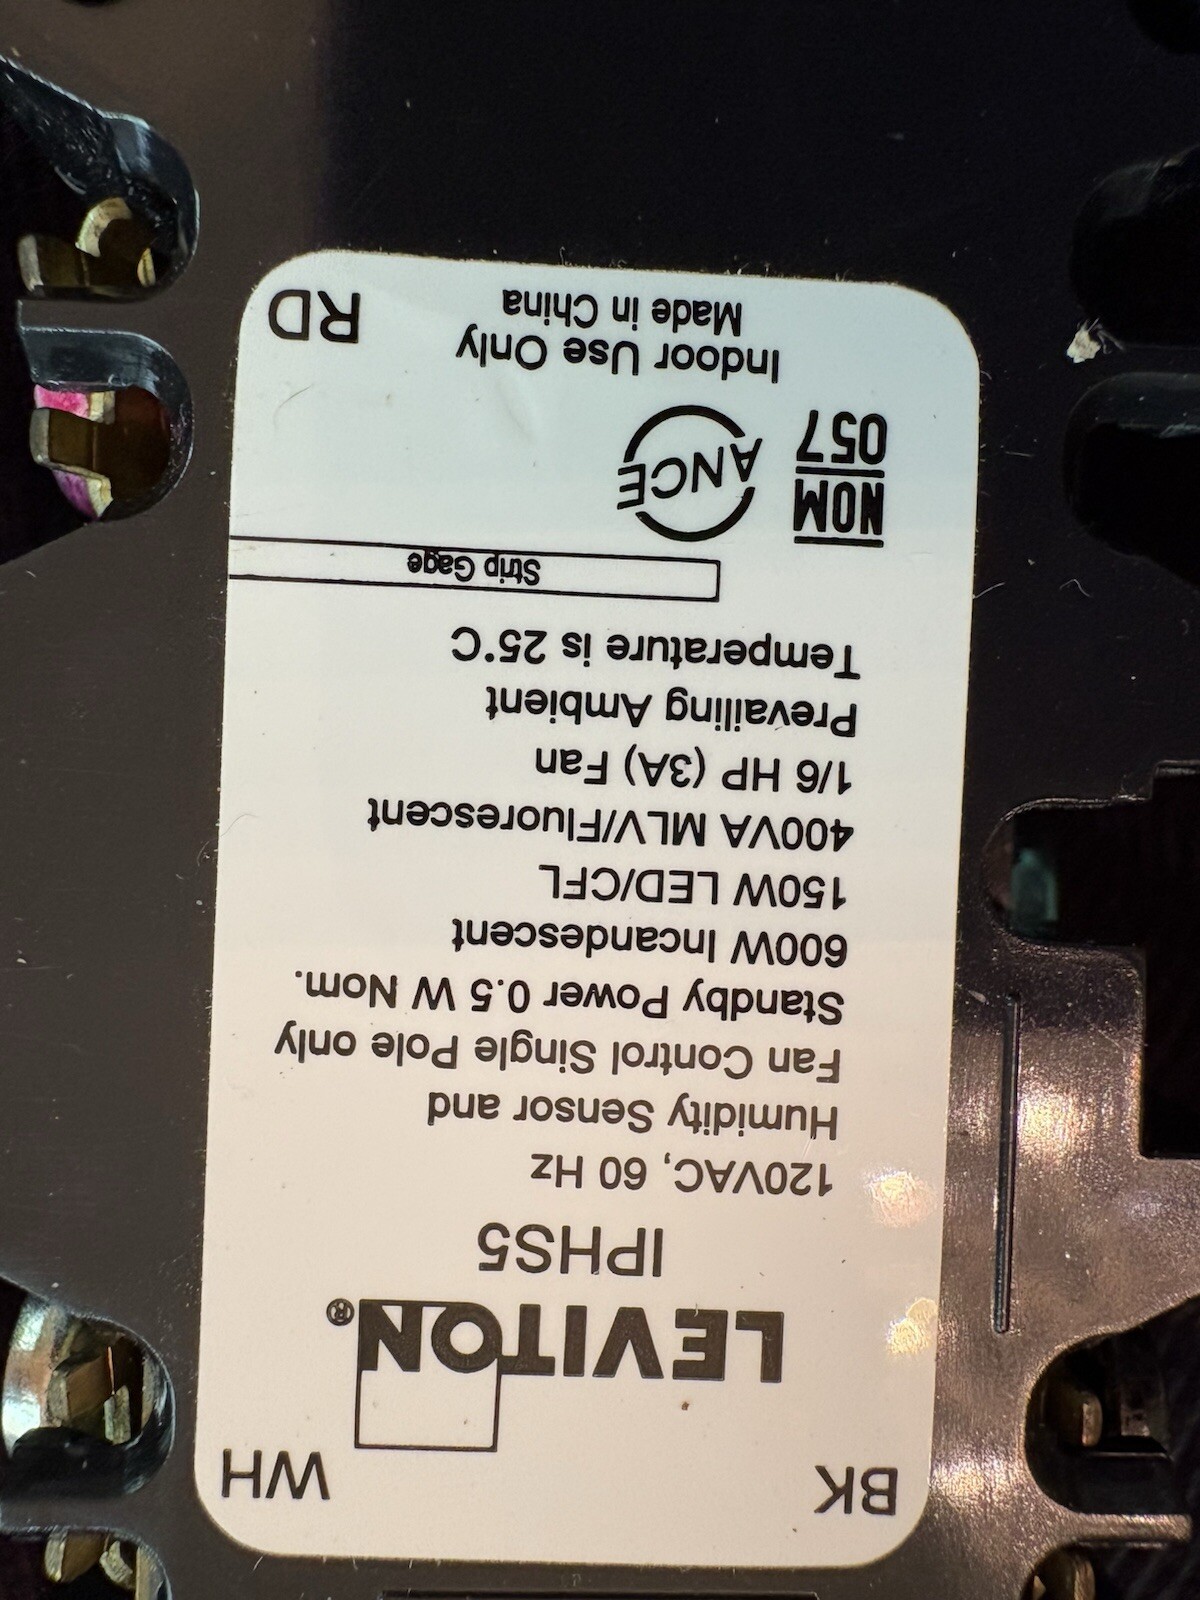 BK
WH
LEVITON®
IPHS5
120VAC, 60 Hz
Humidity Sensor and
Fan Control Single Pole only
Standby Power 0.5 W Nom.
600W Incandescent
150W LED/CFL
400VA MLV/Fluorescent
1/6 HP (3A) Fan
Prevailing Ambient
Temperature is 25°C
Strip Gage
NOM
057
ANCE
Indoor Use Only
Made in China
RD